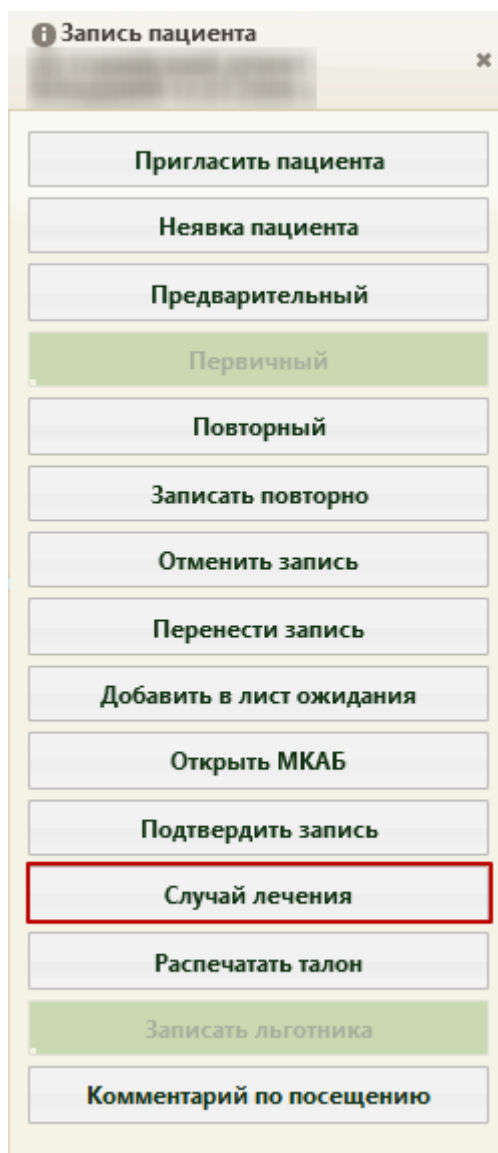 Запись пациента
Пригласить пациента
Неявка пациента
Предварительный
Первичный
Повторный
Записать повторно
Отменить запись
Перенести запись
Добавить в лист ожидания
Открыть МКАБ
Подтвердить запись
Случай лечения
Распечатать талон
Записать льготника
Комментарий по посещению